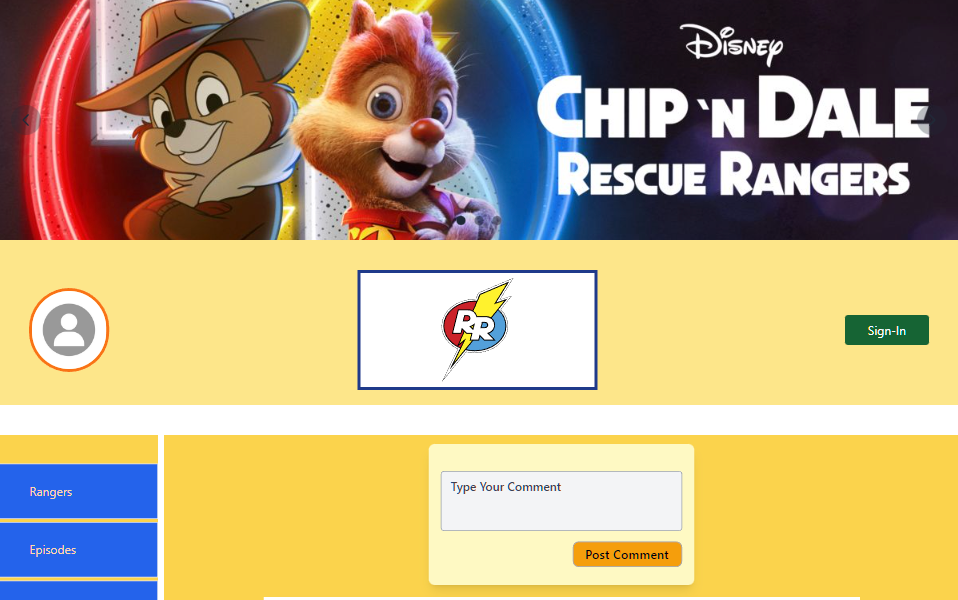 Disney
CHIP 'N DALE
RESCUE RANGERS
RR
Sign-In
Rangers
Episodes
Type Your Comment
Post Comment